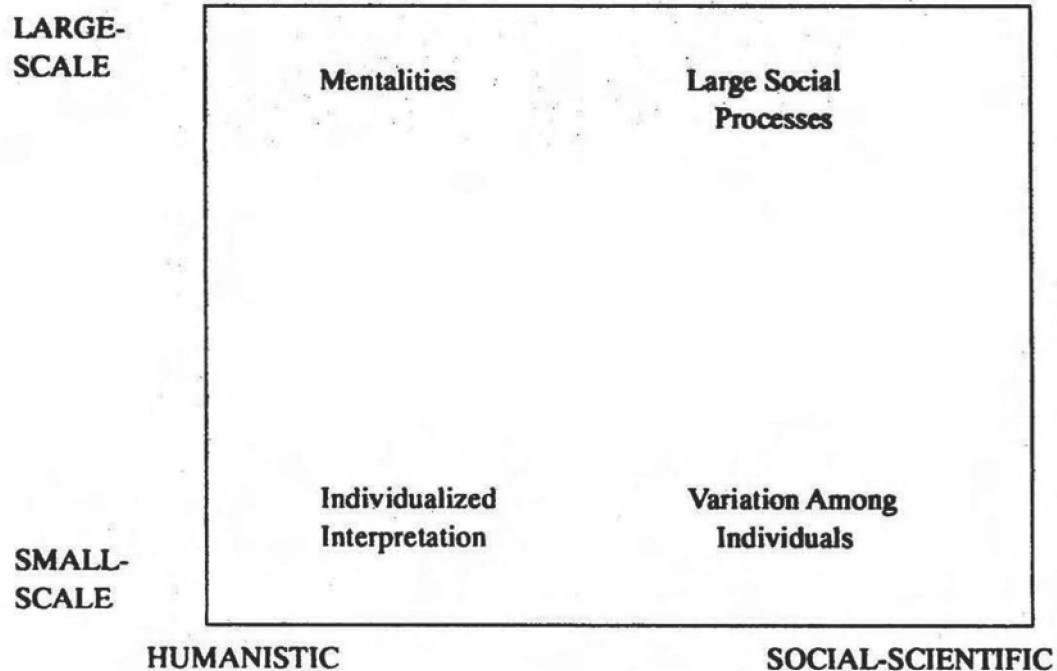 LARGE-
SCALE
Mentalities
Large Social
Processes
Individualized
Interpretation
Variation Among
Individuals
SMALL-
SCALE
HUMANISTIC
SOCIAL-SCIENTIFIC